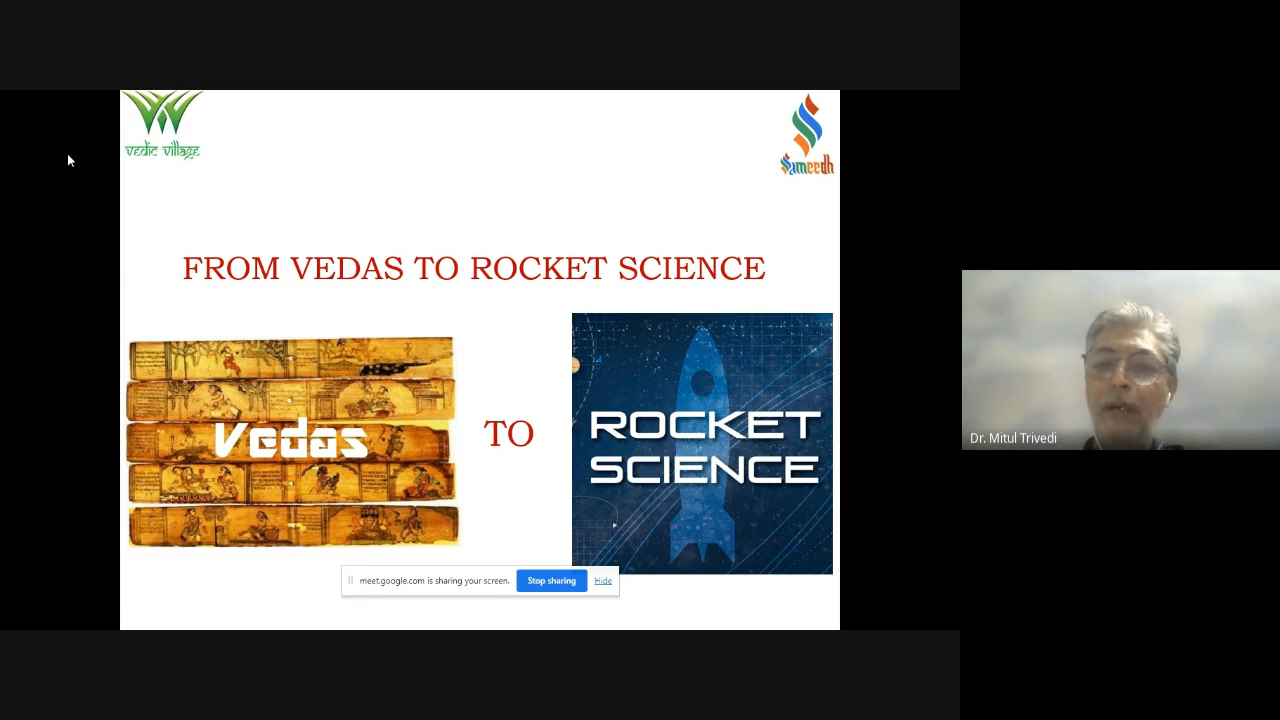 vedic village
Sameedh
FROM VEDAS TO ROCKET SCIENCE
Vedas
TO
ROCKET
SCIENCE
meet.google.com is sharing your screen.
Stop sharing
Hide
Dr. Mitul Trivedi